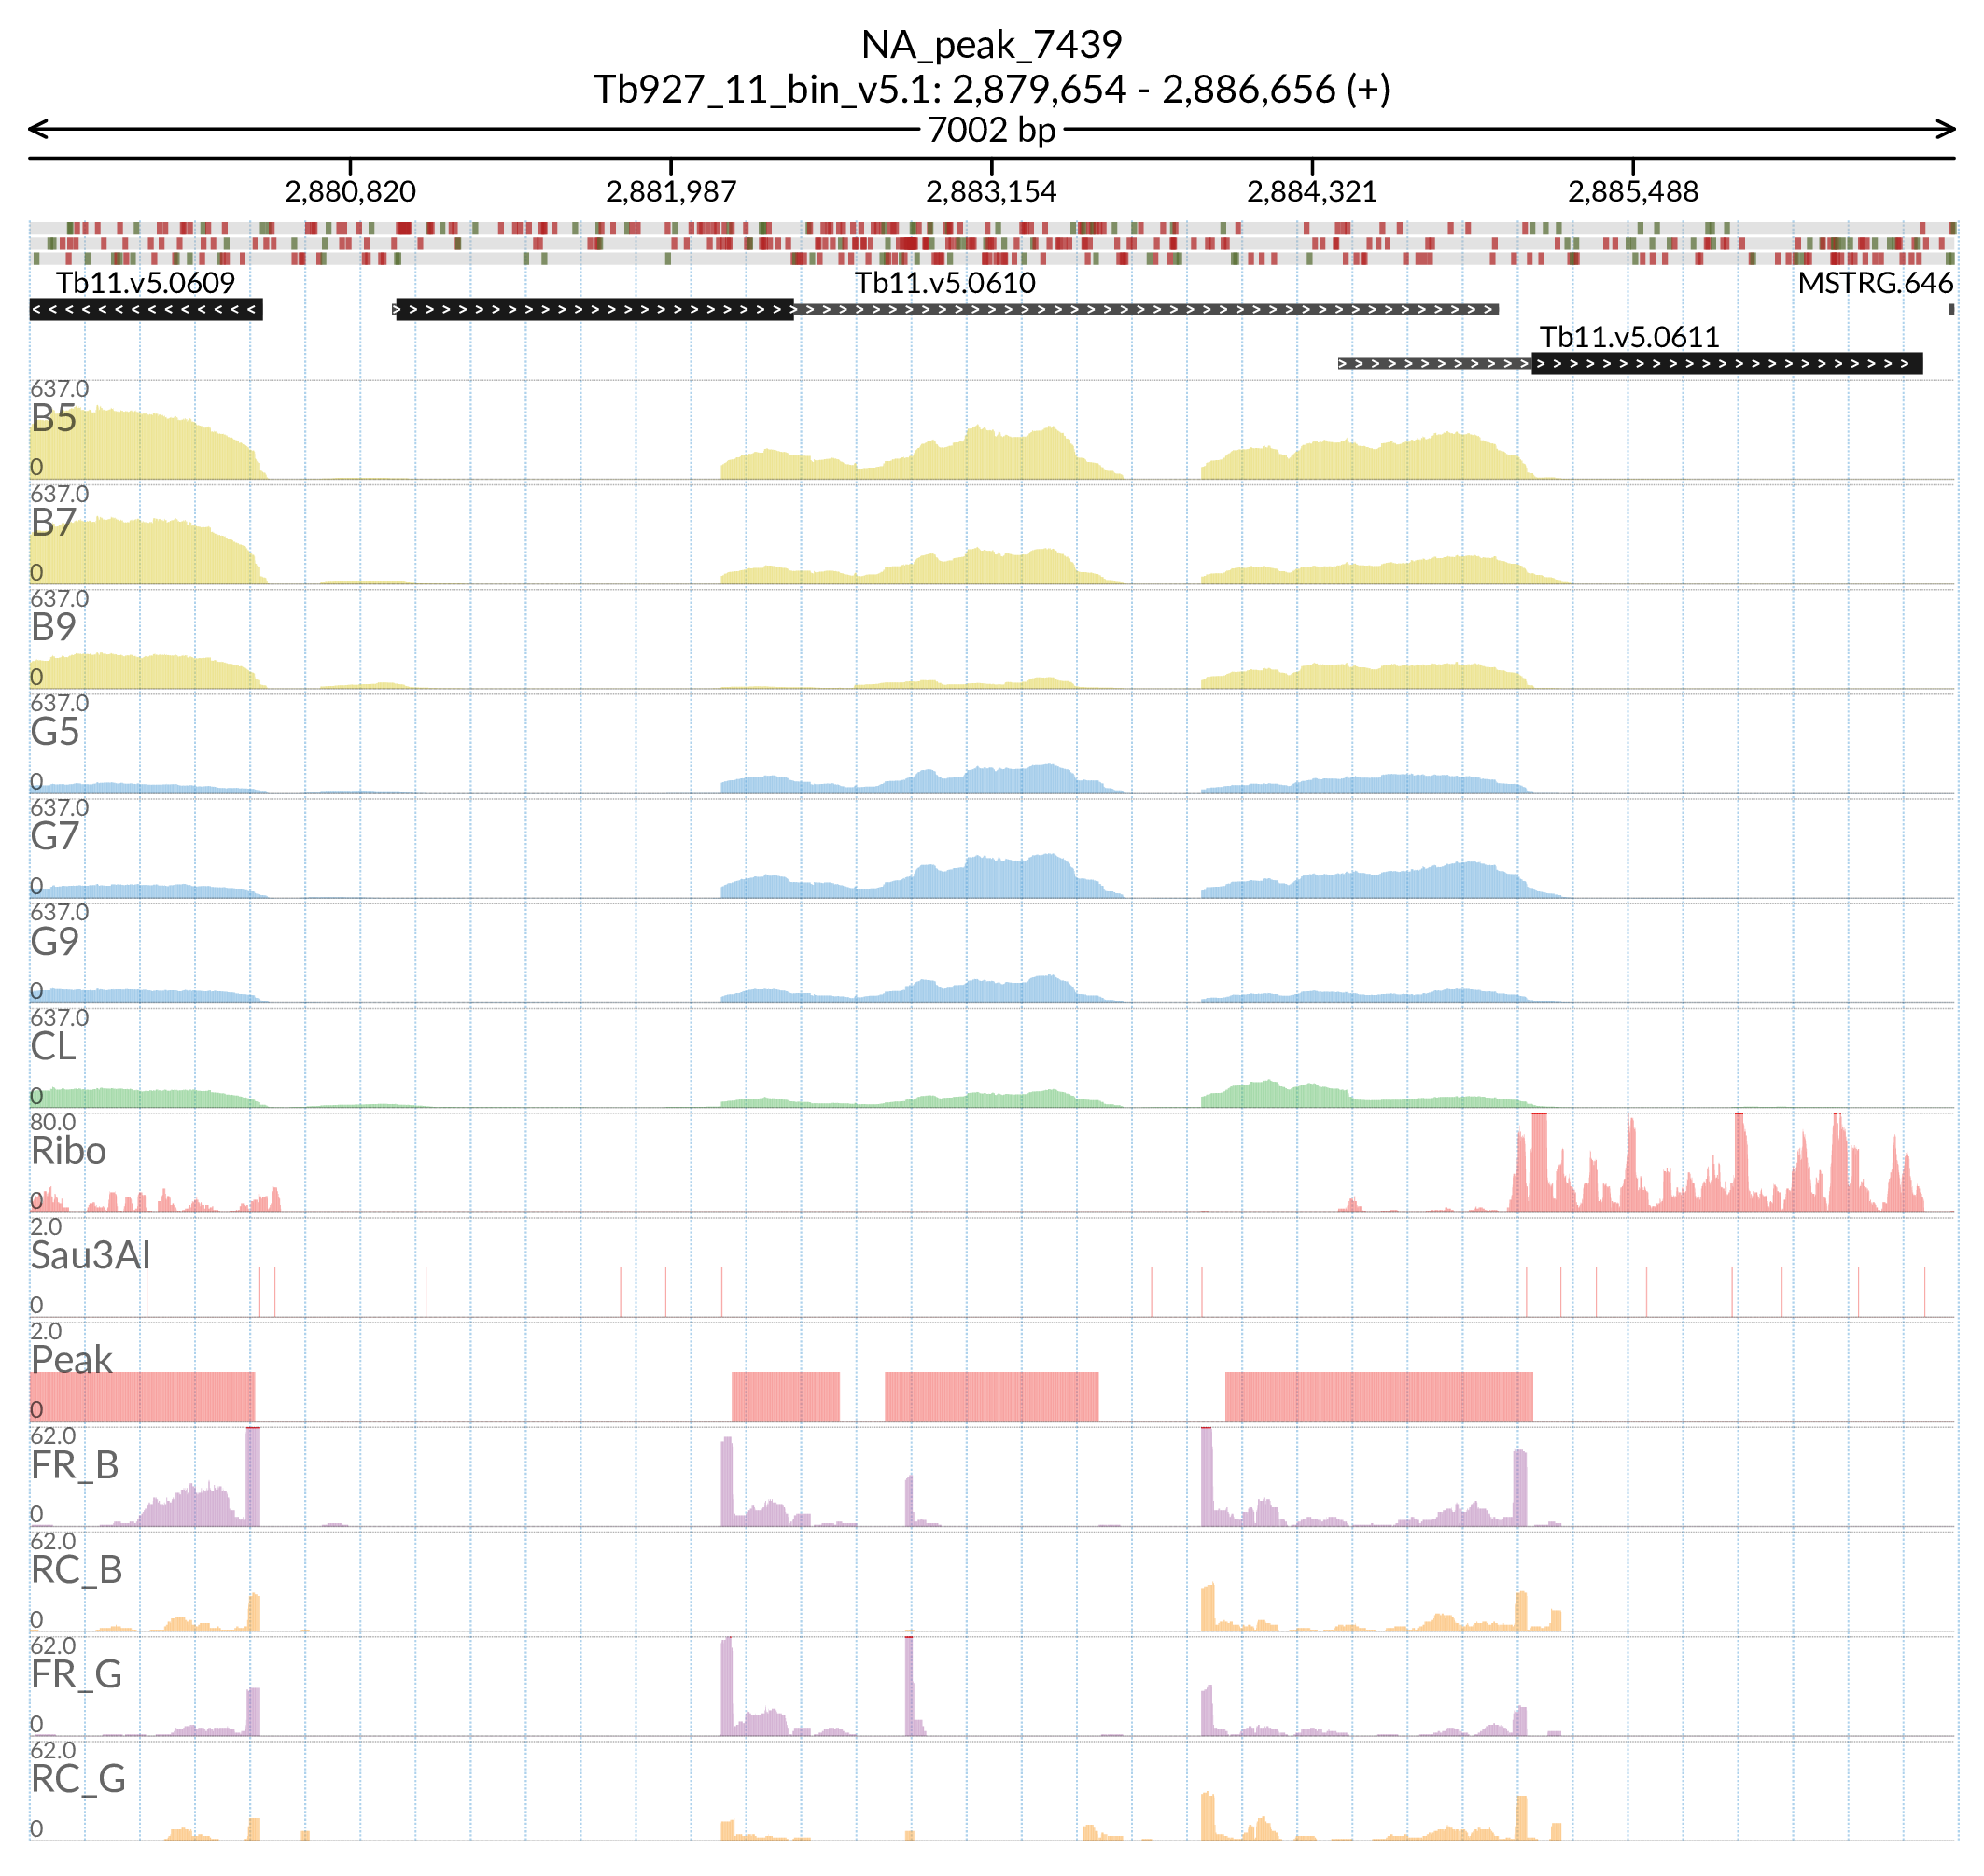 NA_peak_7439
Tb927_11_bin_v5.1: 2,879,654 - 2,886,656 (+)
7002 bp
2,880,820 2,881,987 2,883,154 2,884,321 2,885,488
Tb11.v5.0609 Tb11.v5.0610 MSTRG.646
Tb11.v5.0611
637.0
B5
0
637.0
B7
0
637.0
B9
0
637.0
G5
0
637.0
G7
0
637.0
G9
0
637.0
CL
0
80.0
Ribo
0
2.0
Sau3AI
0
2.0
Peak
0
62.0
FR_B
0
62.0
RC_B
0
62.0
FR_G
0
62.0
RC_G
0